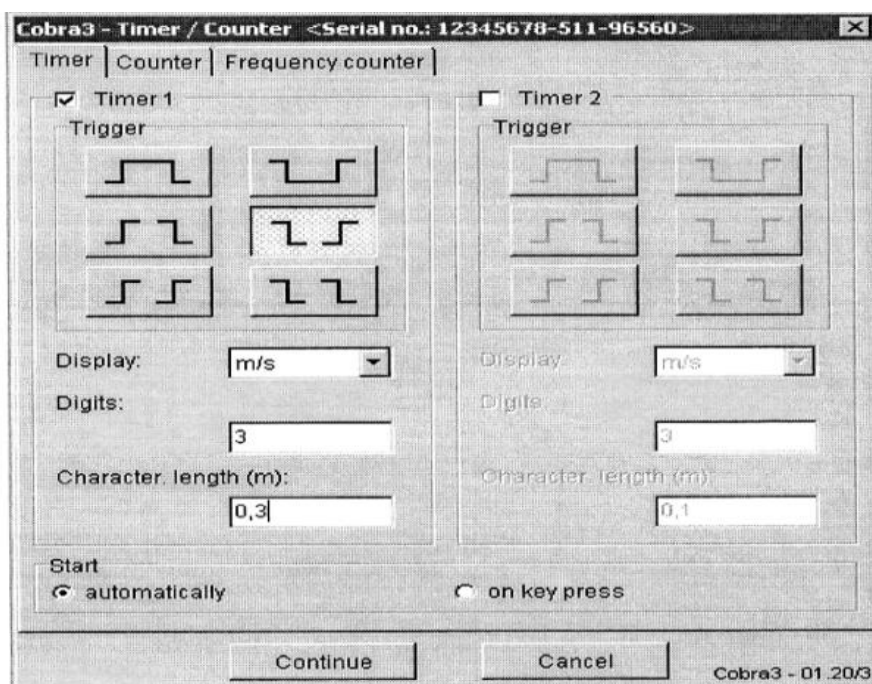 Cobra3 - Timer / Counter <Serial no.: 12345678-511-96560>
Timer Counter Frequency counter
Timer 1
Trigger
Display:
m/s
Digits:
3
Character. length (m):
0,3
Timer 2
Trigger
Display:
m/s
Digits:
3
Character. length (m):
0,1
Start
automatically
on key press
Continue
Cancel
Cobra3 - 01.20/3